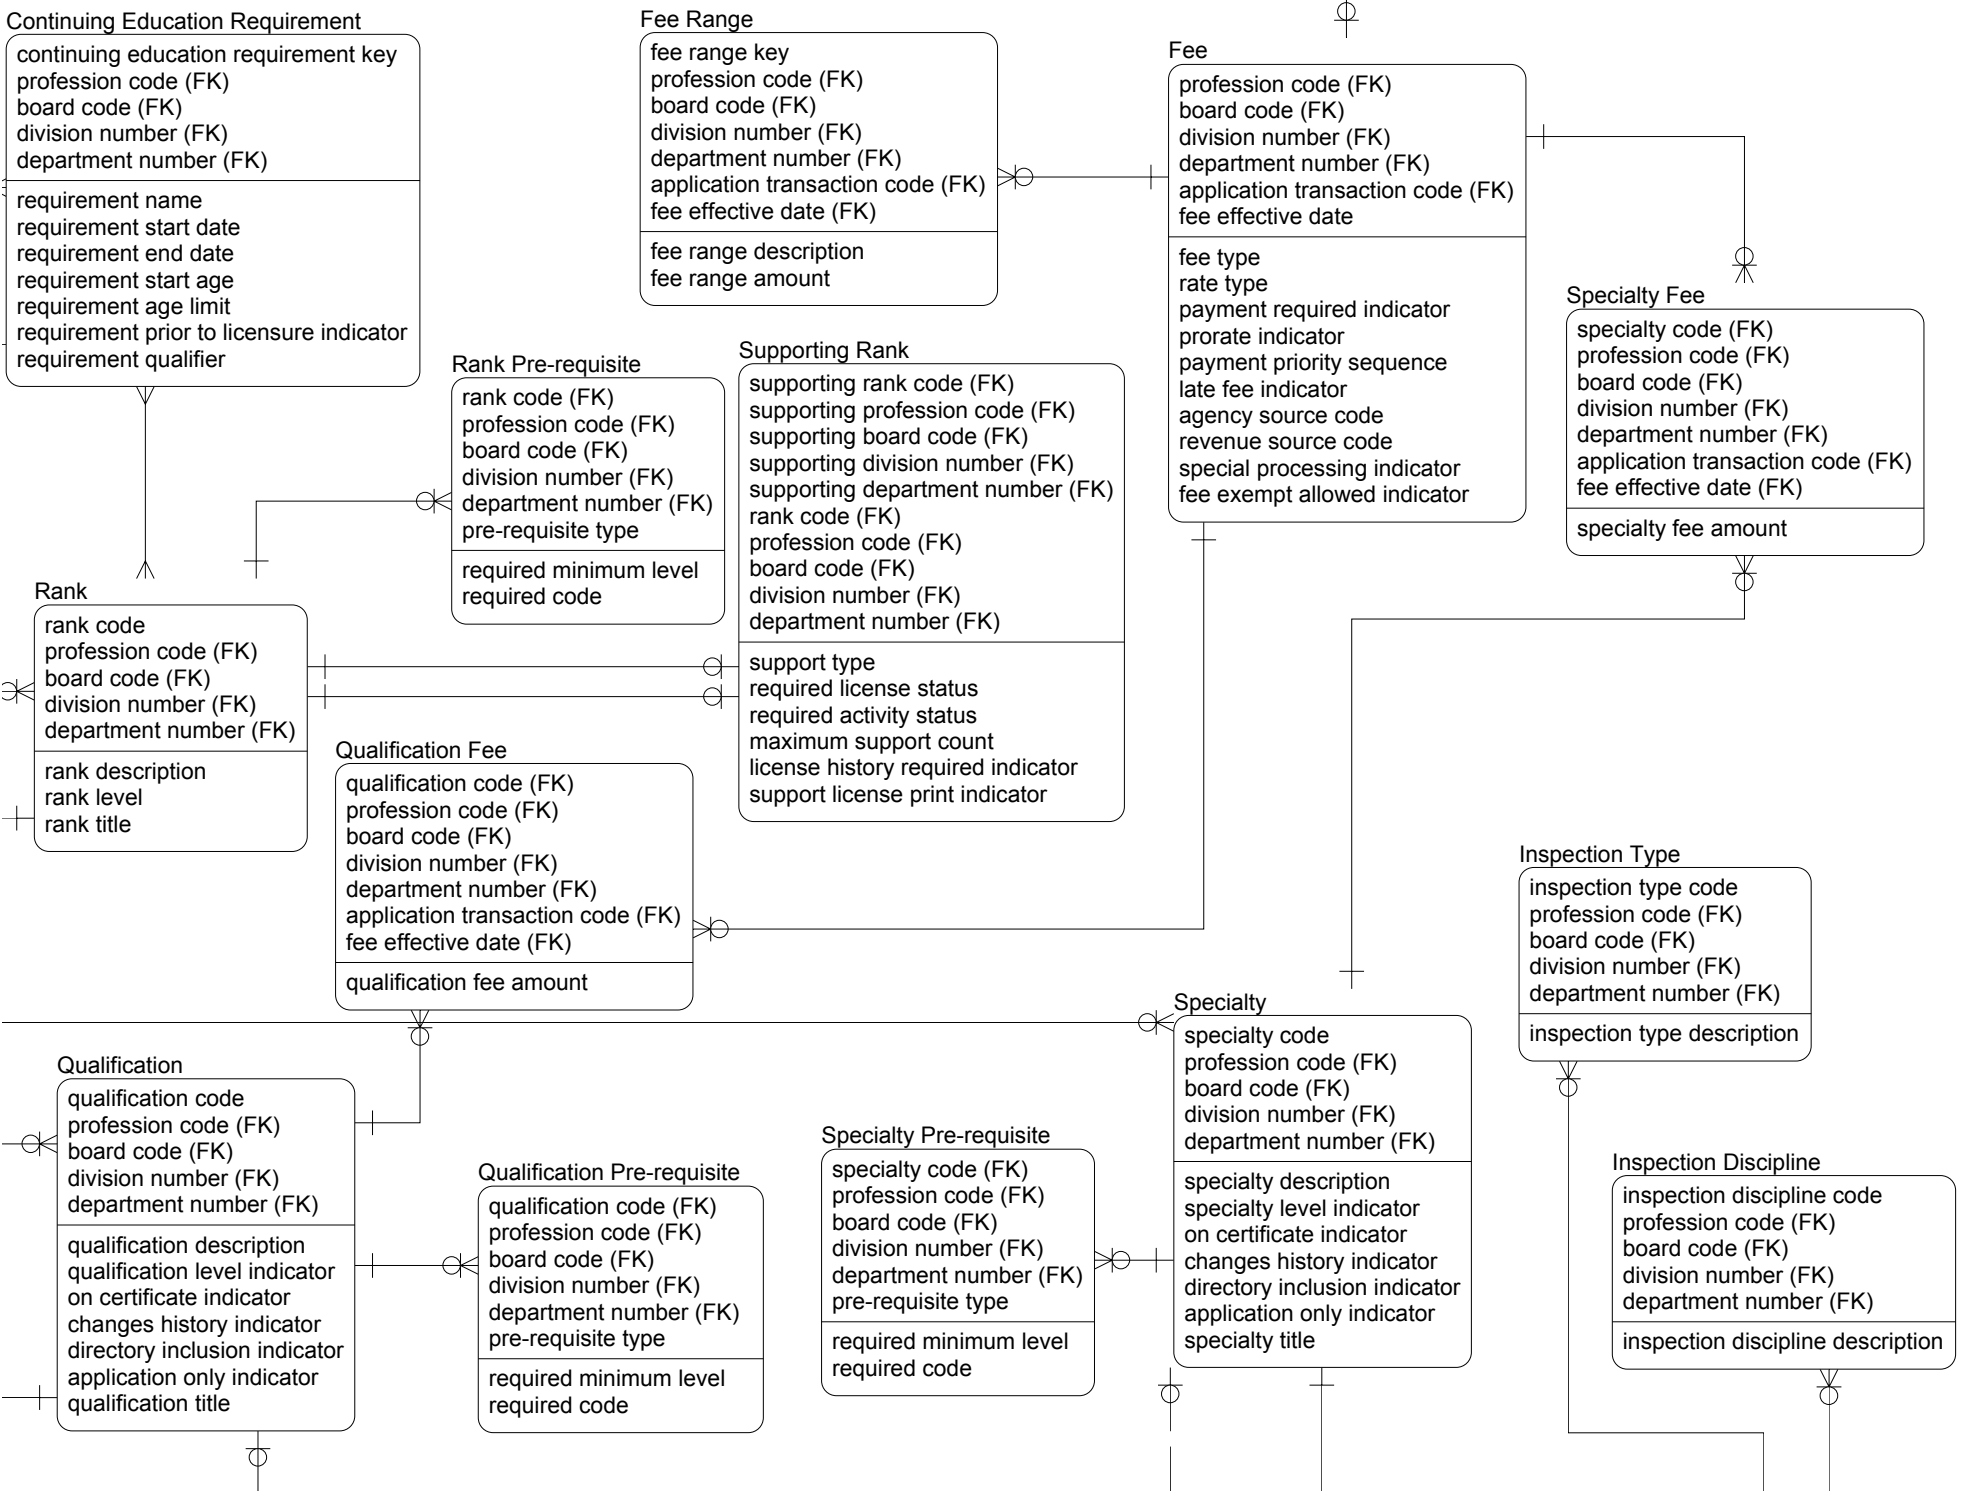 Continuing Education Requirement
continuing education requirement key
profession code (FK)
board code (FK)
division number (FK)
department number (FK)
requirement name
requirement start date
requirement end date
requirement start age
requirement age limit
requirement prior to licensure indicator
requirement qualifier
Fee Range
fee range key
profession code (FK)
board code (FK)
division number (FK)
department number (FK)
application transaction code (FK)
fee effective date (FK)
fee range description
fee range amount
Fee
profession code (FK)
board code (FK)
division number (FK)
department number (FK)
application transaction code (FK)
fee effective date
fee type
rate type
payment required indicator
prorate indicator
payment priority sequence
late fee indicator
agency source code
revenue source code
special processing indicator
fee exempt allowed indicator
Specialty Fee
specialty code (FK)
profession code (FK)
board code (FK)
division number (FK)
department number (FK)
application transaction code (FK)
fee effective date (FK)
specialty fee amount
Rank Pre-requisite
rank code (FK)
profession code (FK)
board code (FK)
division number (FK)
department number (FK)
pre-requisite type
required minimum level
required code
Supporting Rank
supporting rank code (FK)
supporting profession code (FK)
supporting board code (FK)
supporting division number (FK)
supporting department number (FK)
rank code (FK)
profession code (FK)
board code (FK)
division number (FK)
department number (FK)
support type
required license status
required activity status
maximum support count
license history required indicator
support license print indicator
Rank
rank code
profession code (FK)
board code (FK)
division number (FK)
department number (FK)
rank description
rank level
rank title
Qualification Fee
qualification code (FK)
profession code (FK)
board code (FK)
division number (FK)
department number (FK)
application transaction code (FK)
fee effective date (FK)
qualification fee amount
Inspection Type
inspection type code
profession code (FK)
board code (FK)
division number (FK)
department number (FK)
inspection type description
Qualification
qualification code
profession code (FK)
board code (FK)
division number (FK)
department number (FK)
qualification description
qualification level indicator
on certificate indicator
changes history indicator
directory inclusion indicator
application only indicator
qualification title
Qualification Pre-requisite
qualification code (FK)
profession code (FK)
board code (FK)
division number (FK)
department number (FK)
pre-requisite type
required minimum level
required code
Specialty Pre-requisite
specialty code (FK)
profession code (FK)
board code (FK)
division number (FK)
department number (FK)
pre-requisite type
required minimum level
required code
Specialty
specialty code
profession code (FK)
board code (FK)
division number (FK)
department number (FK)
specialty description
specialty level indicator
on certificate indicator
changes history indicator
directory inclusion indicator
application only indicator
specialty title
Inspection Discipline
inspection discipline code
profession code (FK)
board code (FK)
division number (FK)
department number (FK)
inspection discipline description